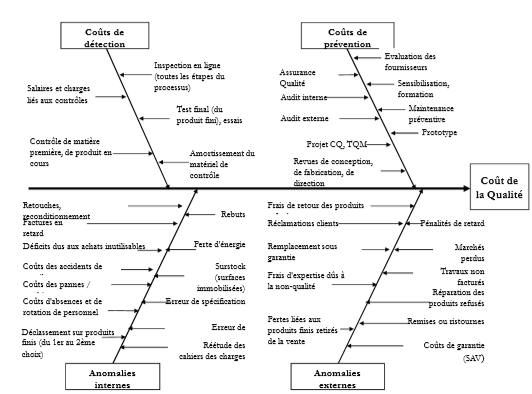 Coûts de
détection
Coûts de
prévention
Inspection en ligne
(toutes les étapes du
processus)
Salaires et charges
liés aux contrôles
Test final (du
produit fini), essais
Contrôle de matière
première, de produit en
cours
Amortissement du
matériel de
contrôle
Evaluation des
fournisseurs
Assurance
Qualité
Sensibilisation,
formation
Audit interne
Maintenance
préventive
Audit externe
Prototype
Projet CQ, TQM
Revues de conception,
de fabrication, de
direction
Coût de
la Qualité
Retouches,
reconditionnement
Rebuts
Factures en
retard
Déficits dus aux achats inutilisables
Perte d'énergie
Coûts des accidents de
Surstock
(surfaces
immobilisées)
Coûts des pannes /
Coûts d'absences et de
rotation de personnel
Erreur de spécification
Erreur de
Déclassement sur produits
finis (du 1er au 2ème
choix)
Réétude des
cahiers des charges
Anomalies
internes
Frais de retour des produits
Réclamations clients
Pénalités de retard
Remplacement sous
garantie
Marchés
perdus
Frais d'expertise dûs à
la non-qualité
Travaux non
facturés
Réparation des
produits refusés
Pertes liées aux
produits finis retirés
de la vente
Remises ou ristournes
Coûts de garantie
(SAV)
Anomalies
externes